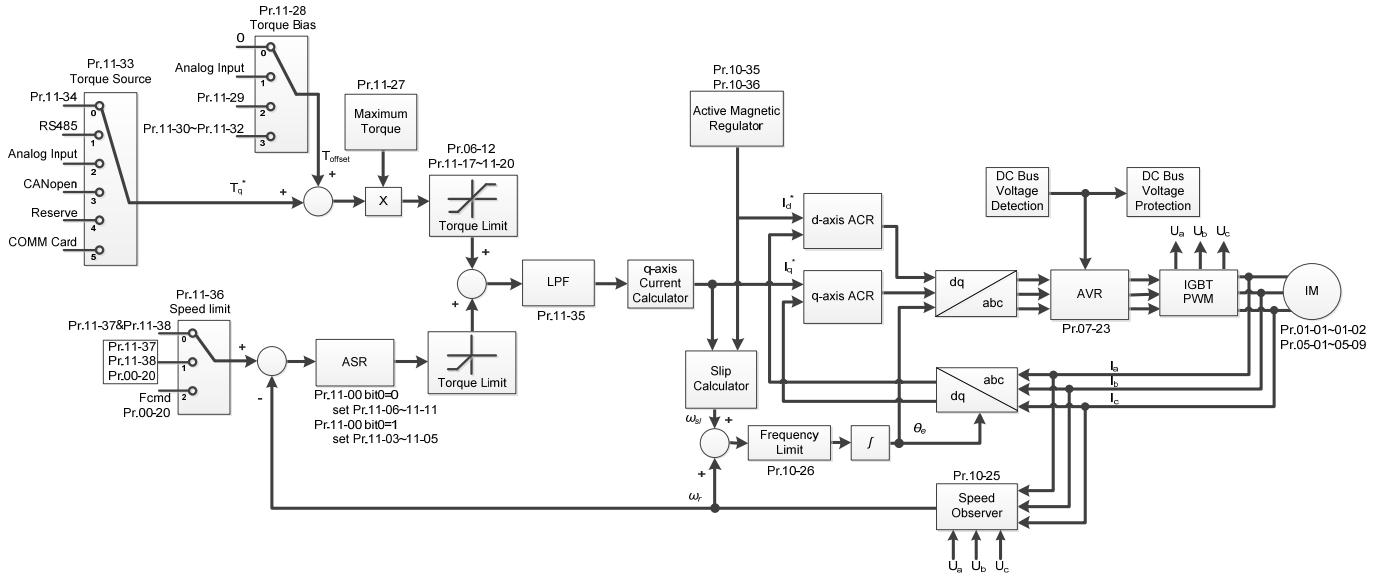 Pr.11-28
Torque Bias
0
0
Analog Input
1
Pr.11-29
2
Pr.11-30~Pr.11-32
3
Pr.11-33
Torque Source
Pr.11-34
0
RS485
1
Analog Input
2
CANopen
3
Reserve
4
COMM Card
5
Tq*
+
Toffset
+
Pr.11-27
Maximum
Torque
X
Pr.06-12
Pr.11-17~11-20
Torque Limit
+
+
LPF
Pr.11-35
q-axis
Current
Calculator
Pr.11-36
Speed limit
Pr.11-37&Pr.11-38
0
Pr.11-37
Pr.11-38
Pr.00-20
1
Fcmd
Pr.00-20
2
+
-
ASR
Pr.11-00 bit0=0
set Pr.11-06~11-11
Pr.11-00 bit0=1
set Pr.11-03~11-05
Torque Limit
Pr.10-35
Pr.10-36
Active Magnetic
Regulator
Id*
d-axis ACR
Iq*
q-axis ACR
dq
abc
DC Bus
Voltage
Detection
DC Bus
Voltage
Protection
AVR
Pr.07-23
Ua Ub Uc
IGBT
PWM
IM
Pr.01-01~01-02
Pr.05-01~05-09
Slip
Calculator
ωsl
+
+
ωr
Frequency
Limit
Pr.10-26
∫
θe
abc
dq
Ia
Ib
Ic
Pr.10-25
Speed
Observer
Ua Ub Uc